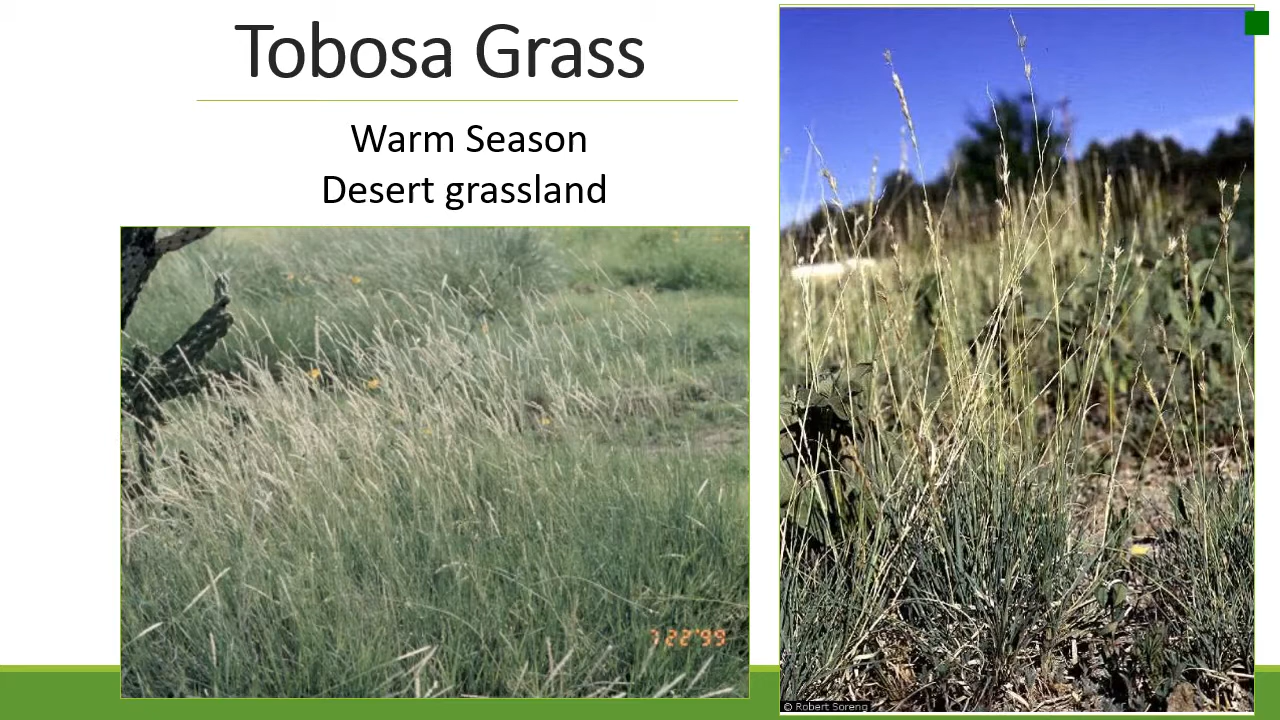 Tobosa Grass
Warm Season
Desert grassland
7 22 '99
© Robert Soreng